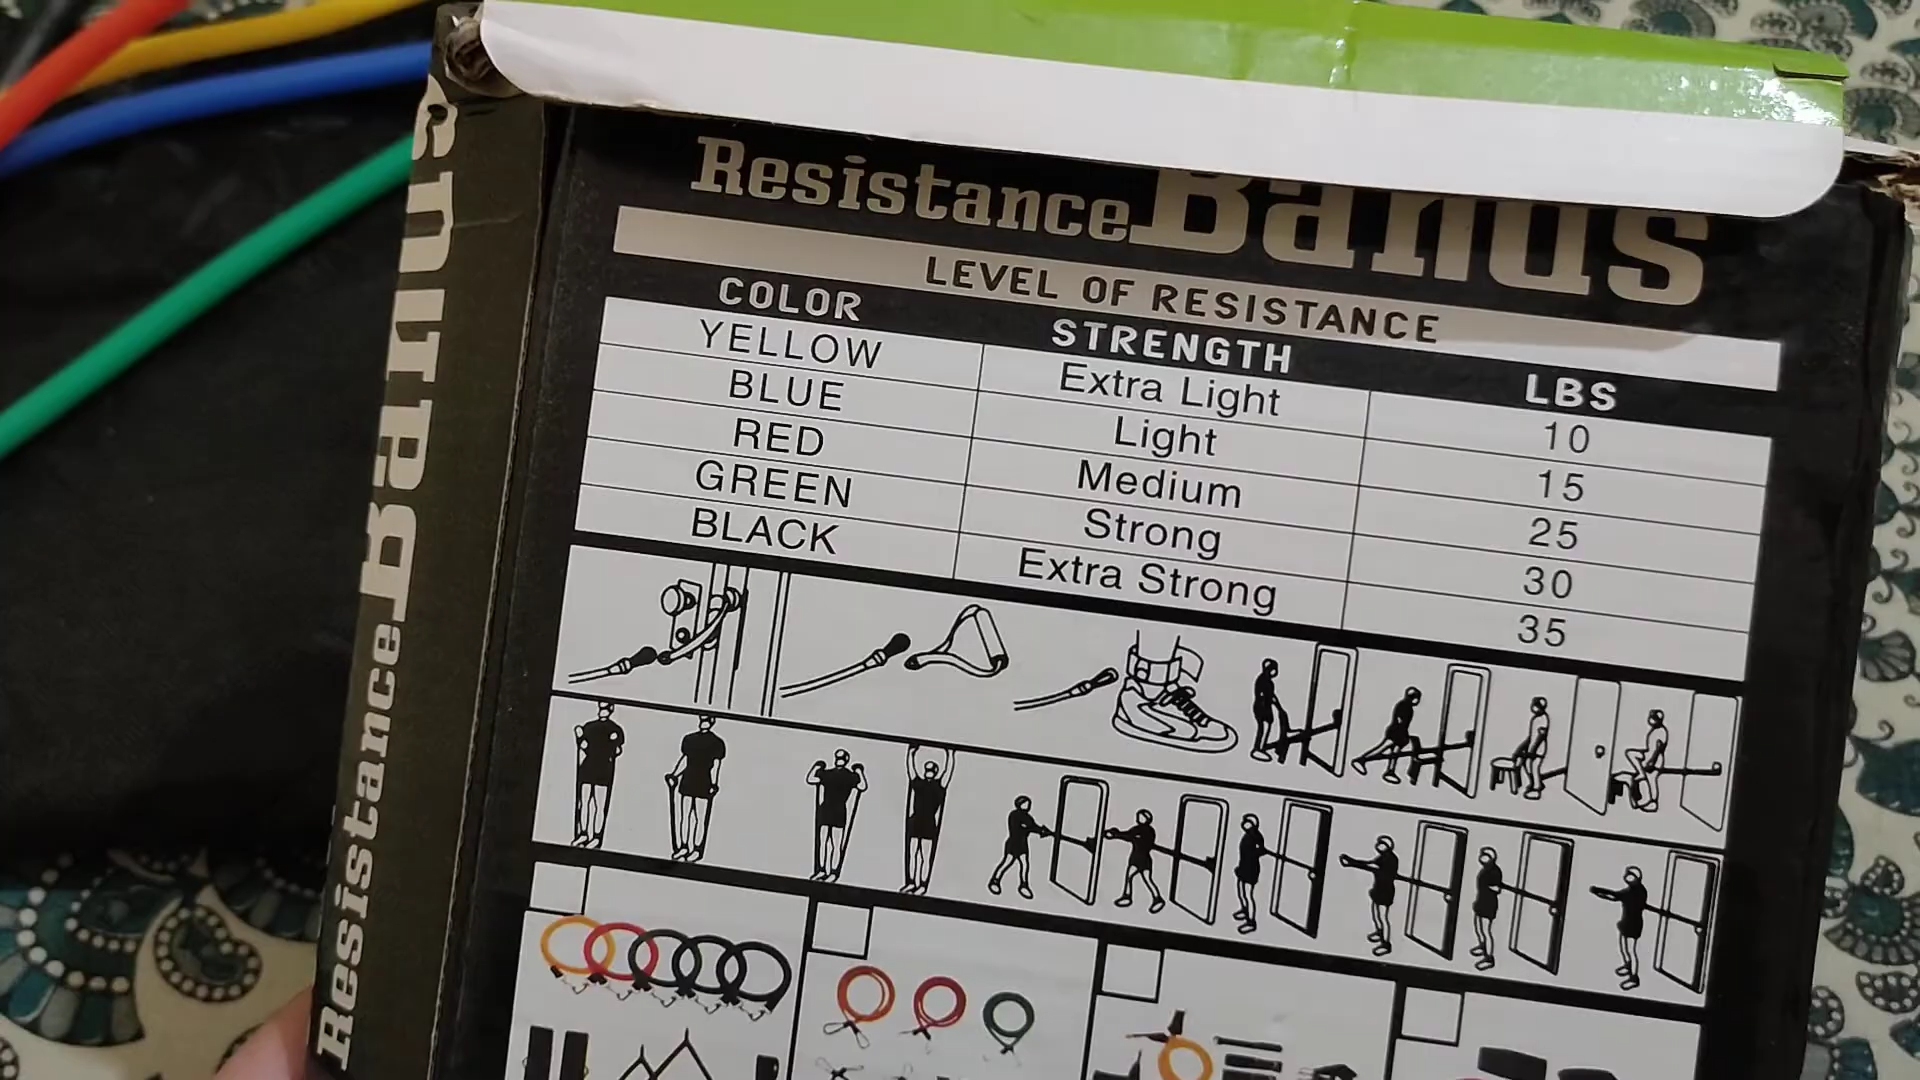 Resistance Bands
LEVEL OF RESISTANCE
COLOR STRENGTH LBS
YELLOW Extra Light 10
BLUE Light 15
RED Medium 25
GREEN Strong 30
BLACK Extra Strong 35
Resistance Bands